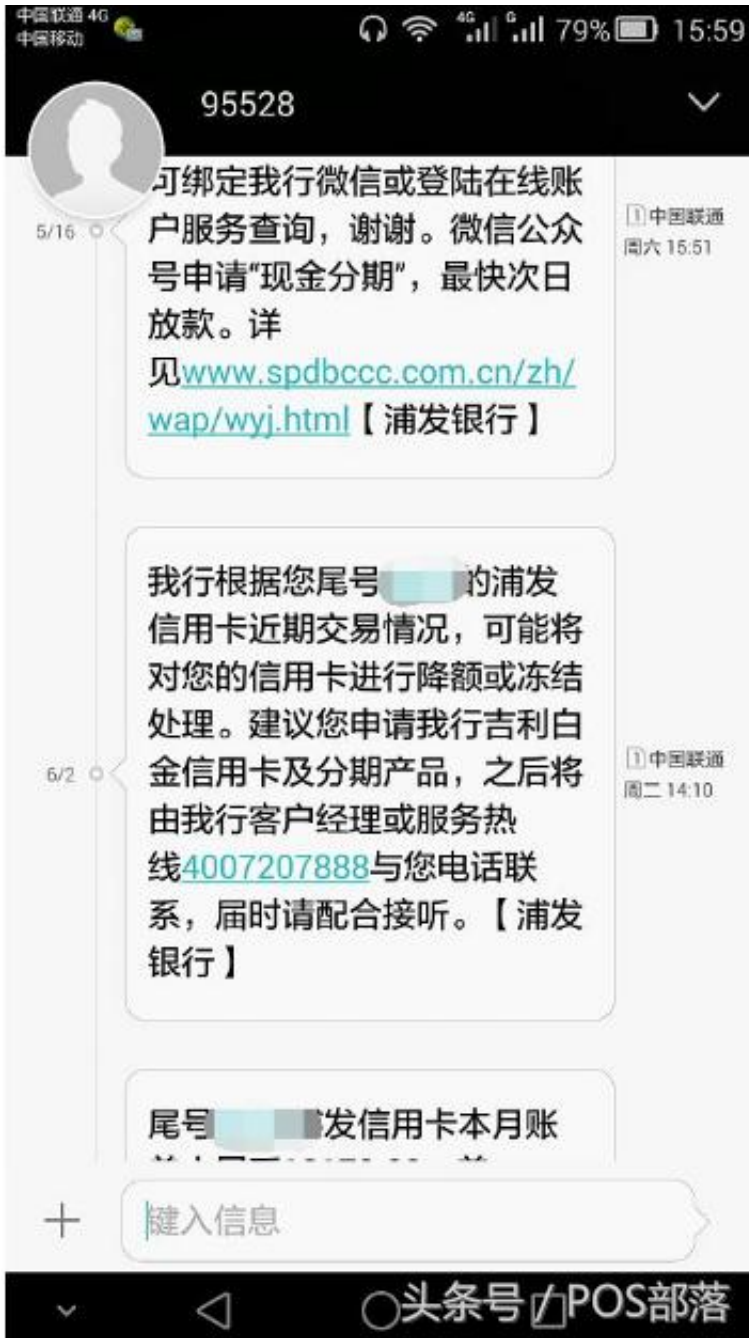 中国联通 4G
中国移动
4G
G
79%
15:59
95528
可绑定我行微信或登陆在线账
户服务查询，谢谢。微信公众
号申请“现金分期”，最快次日
放款。详
见www.spdbccc.com.cn/zh/
wap/wyj.html【浦发银行】
5/16
1 中国联通
周六 15:51
我行根据您尾号
的浦发
信用卡近期交易情况，可能将
对您的信用卡进行降额或冻结
处理。建议您申请我行吉利白
金信用卡及分期产品，之后将
由我行客户经理或服务热
线4007207888与您电话联
系，届时请配合接听。【浦发
银行】
6/2
1 中国联通
周二 14:10
尾号
发信用卡本月账
键入信息
头条号 / POS部落